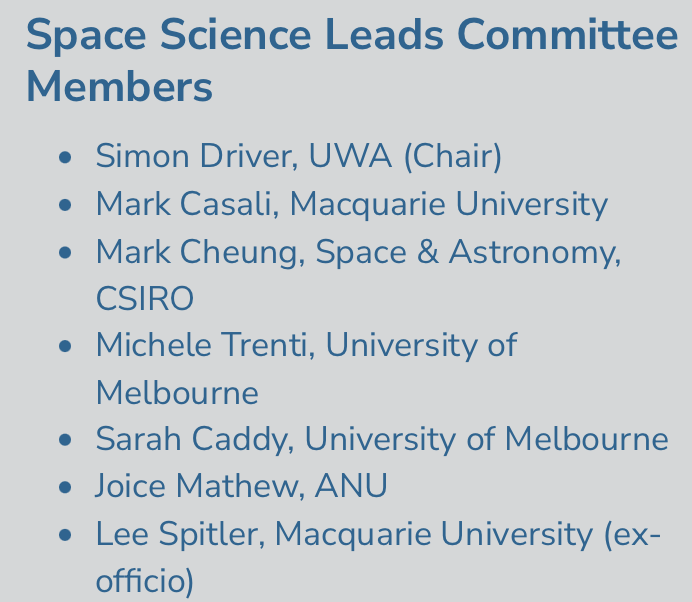 Space Science Leads Committee
Members
• Simon Driver, UWA (Chair)
• Mark Casali, Macquarie University
• Mark Cheung, Space & Astronomy,
CSIRO
• Michele Trenti, University of
Melbourne
• Sarah Caddy, University of Melbourne
• Joice Mathew, ANU
• Lee Spitler, Macquarie University (ex-
officio)